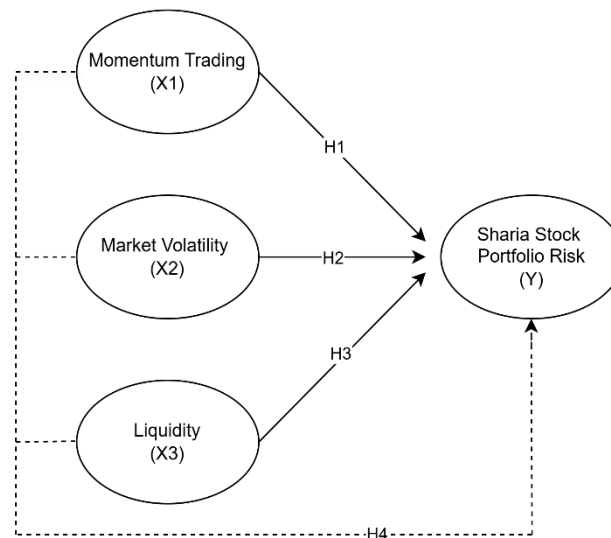 Momentum Trading
(X1)
H1
Market Volatility
(X2)
H2
Sharia Stock
Portfolio Risk
(Y)
H3
Liquidity
(X3)
H4